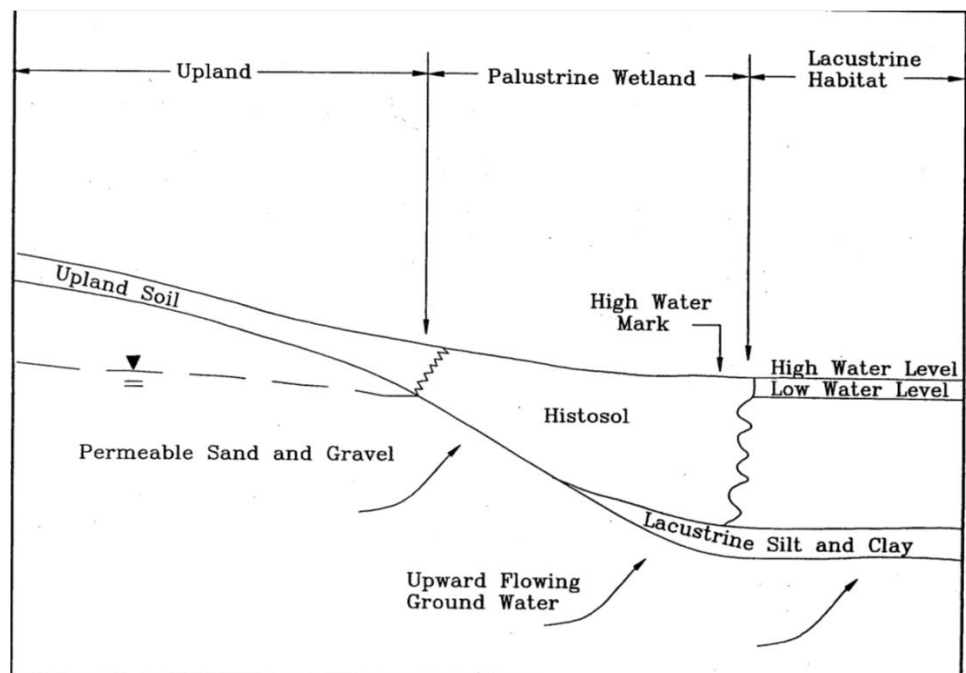 Upland
Palustrine Wetland
Lacustrine
Habitat
Upland Soil
High Water
Mark
High Water Level
Low Water Level
Histosol
Permeable Sand and Gravel
Lacustrine Silt and Clay
Upward Flowing
Ground Water